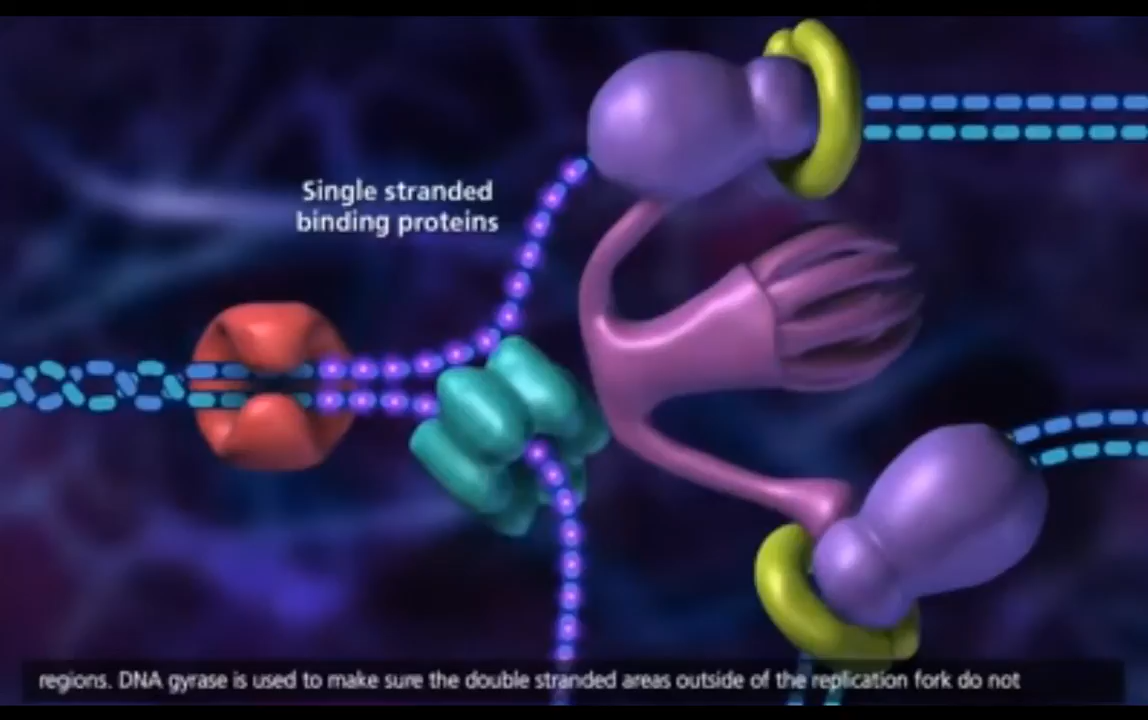 Single stranded
binding proteins
regions. DNA gyrase is used to make sure the double stranded areas outside of the replication fork do not